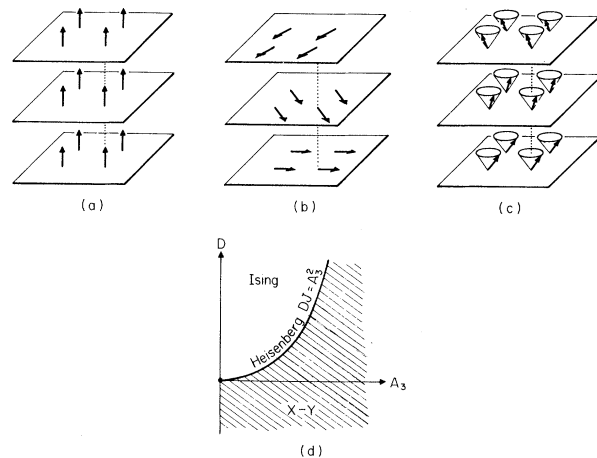 (a)
(b)
(c)
D
Ising
Heisenberg DJ = A₃²
A₃
X-Y
(d)